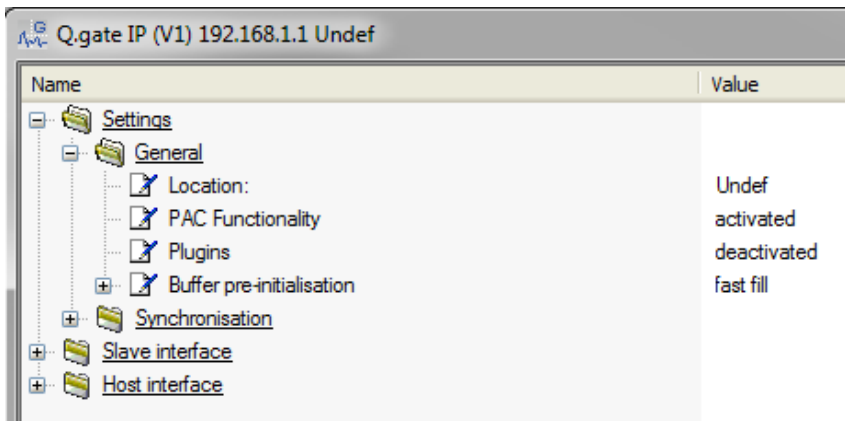 Q.gate IP (V1) 192.168.1.1 Undef
Name Value
Settings
General
Location: Undef
PAC Functionality activated
Plugins deactivated
Buffer pre-initialisation fast fill
Synchronisation
Slave interface
Host interface